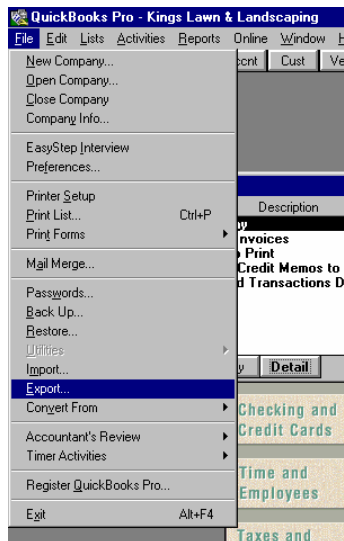 QuickBooks Pro - Kings Lawn & Landscaping
File Edit Lists Activities Reports Online Window
ccnt Cust Ve
New Company...
Open Company...
Close Company
Company Info...
EasyStep Interview
Preferences...
Printer Setup
Print List... Ctrl+P
Print Forms
Mail Merge...
Passwords...
Back Up...
Restore...
Utilities
Import...
Export...
Convert From
Accountant's Review
Timer Activities
Register QuickBooks Pro...
Exit Alt+F4
Description
ay
nvoices
Print
Credit Memos to
d Transactions D
y Detail
Checking and
Credit Cards
Time and
Employees
Taxes and